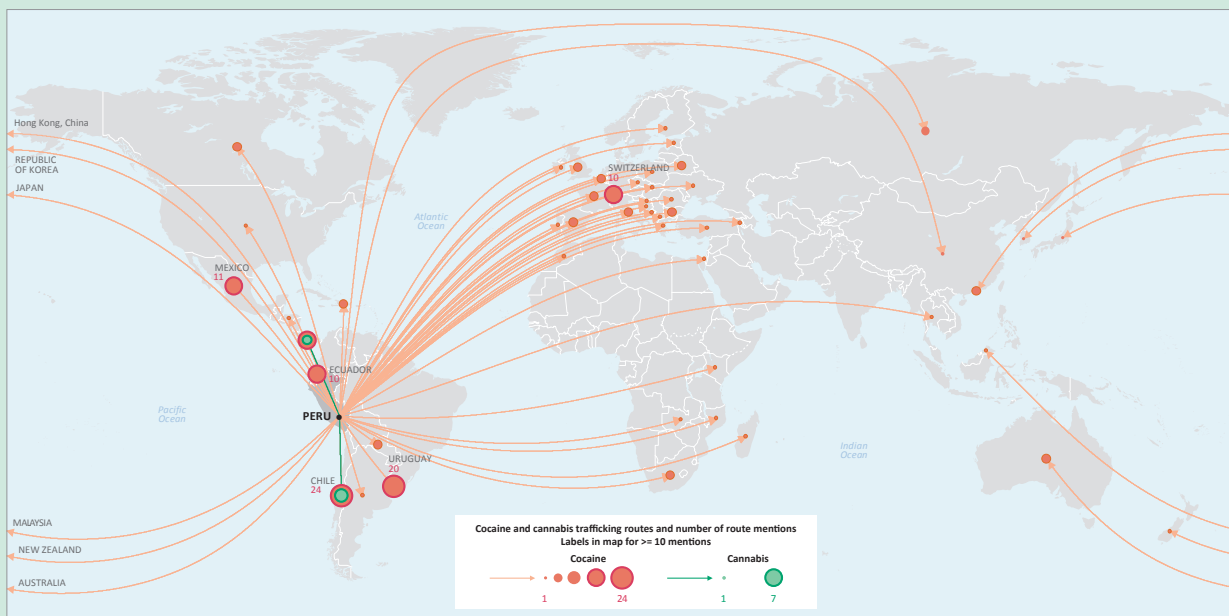 Hong Kong, China
REPUBLIC
OF KOREA
JAPAN
Atlantic
Ocean
SWITZERLAND
10
MEXICO
11
ECUADOR
10
Pacific
Ocean
PERU
Indian
Ocean
URUGUAY
20
CHILE
24
MALAYSIA
NEW ZEALAND
AUSTRALIA
Cocaine and cannabis trafficking routes and number of route mentions
Labels in map for >= 10 mentions
Cocaine
Cannabis
1
24
1
7